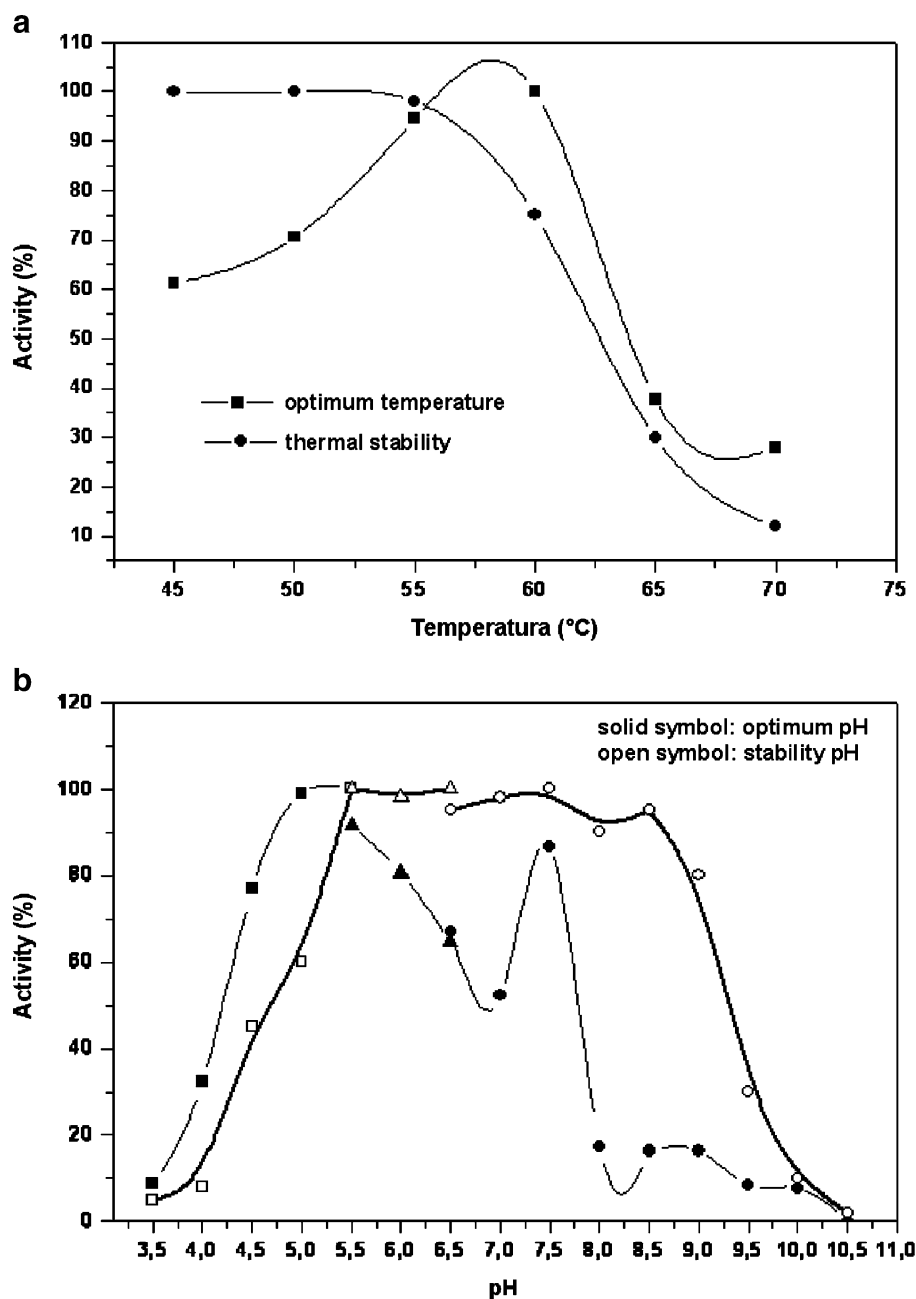 a
110
100
90
80
70
60
50
40
30
20
10
Activity (%)
optimum temperature
thermal stability
45 50 55 60 65 70 75
Temperatura (°C)
b
120
100
80
60
40
20
0
Activity (%)
solid symbol: optimum pH
open symbol: stability pH
3,5 4,0 4,5 5,0 5,5 6,0 6,5 7,0 7,5 8,0 8,5 9,0 9,5 10,0 10,5 11,0
pH